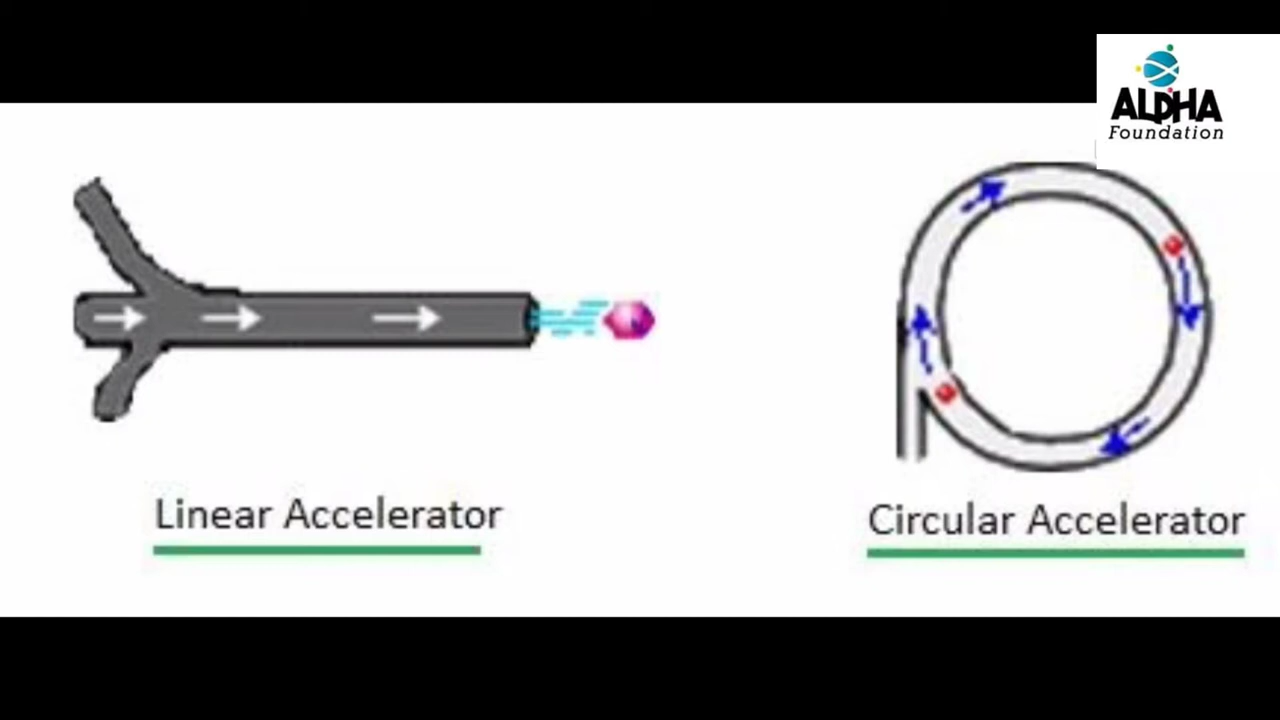 ALPHA
Foundation
Linear Accelerator
Circular Accelerator